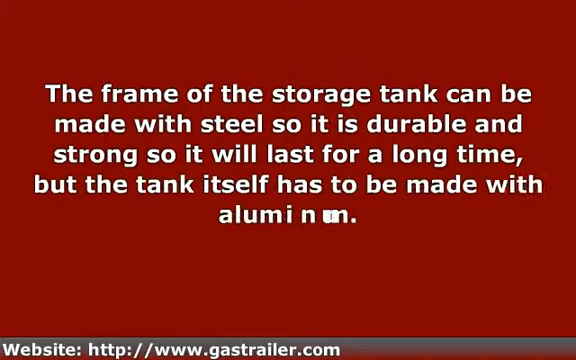 The frame of the storage tank can be
made with steel so it is durable and
strong so it will last for a long time,
but the tank itself has to be made with
aluminum.
Website: http://www.gastrailer.com